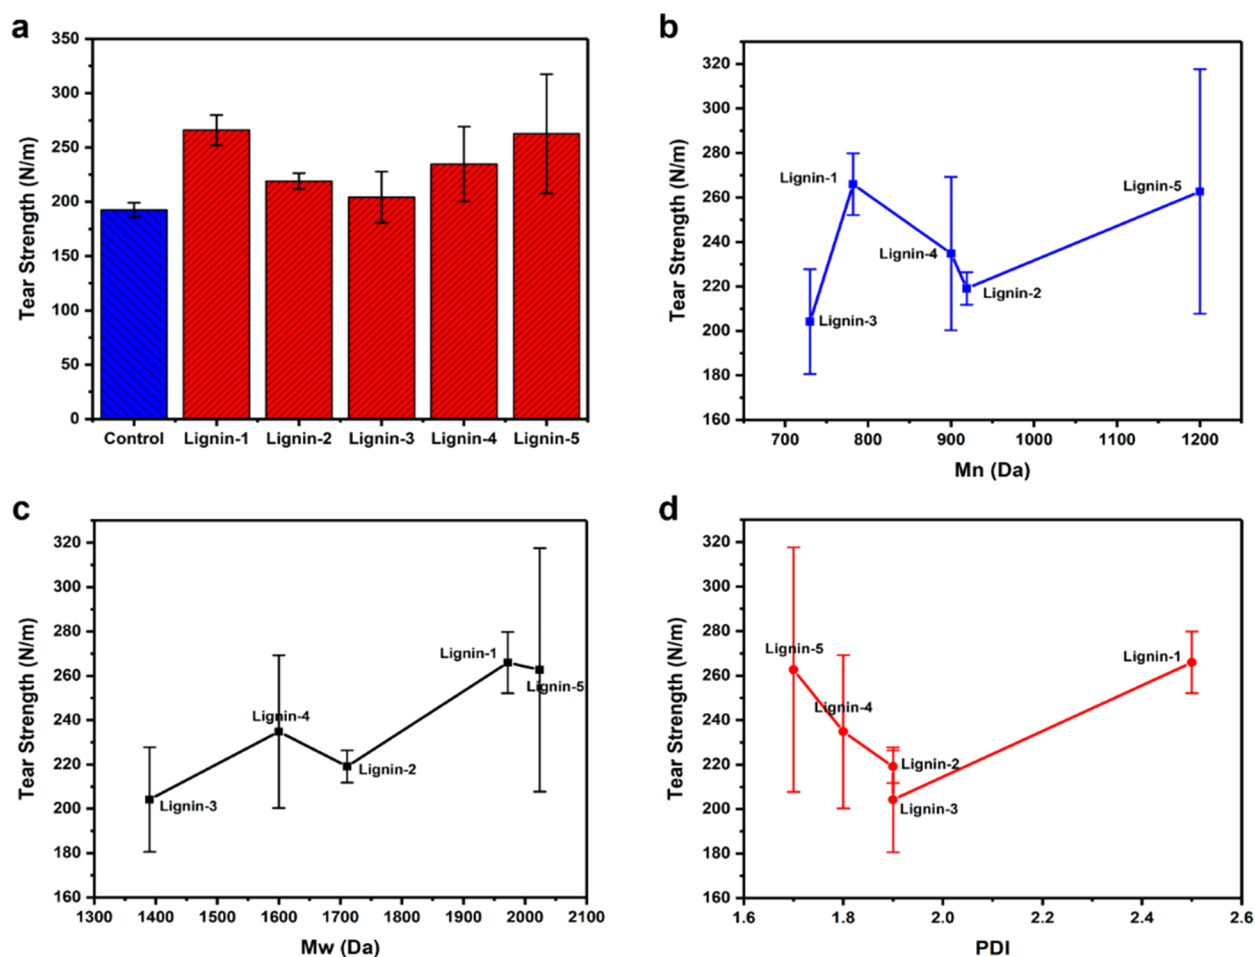 a
350
300
250
200
150
100
50
0
Tear Strength (N/m)
Control Lignin-1 Lignin-2 Lignin-3 Lignin-4 Lignin-5
b
320
300
280
260
240
220
200
180
160
Tear Strength (N/m)
Lignin-1
Lignin-5
Lignin-4
Lignin-2
Lignin-3
700 800 900 1000 1100 1200
Mn (Da)
c
320
300
280
260
240
220
200
180
160
Tear Strength (N/m)
Lignin-1
Lignin-5
Lignin-4
Lignin-2
Lignin-3
1300 1400 1500 1600 1700 1800 1900 2000 2100
Mw (Da)
d
320
300
280
260
240
220
200
180
160
Tear Strength (N/m)
Lignin-5
Lignin-1
Lignin-4
Lignin-2
Lignin-3
1.6 1.8 2.0 2.2 2.4 2.6
PDI